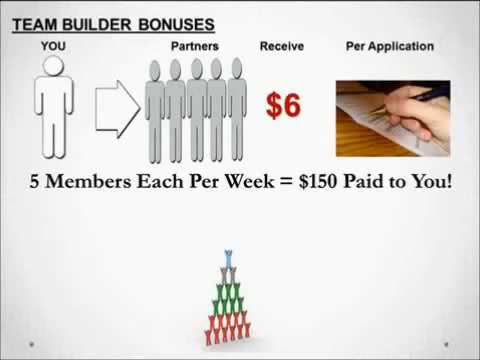 TEAM BUILDER BONUSES
YOU Partners Receive Per Application
$6
5 Members Each Per Week = $150 Paid to You!